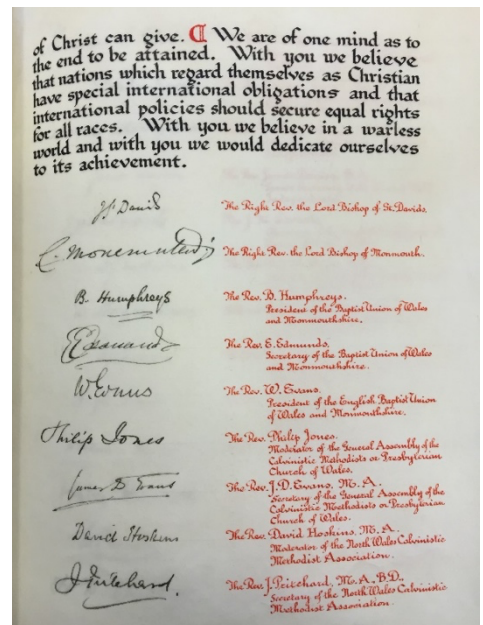 of Christ can give. ¶ We are of one mind as to
the end to be attained. With you we believe
that nations which regard themselves as Christian
have special international obligations and that
international policies should secure equal rights
for all races. With you we believe in a warless
world and with you we would dedicate ourselves
to its achievement.
The Right Rev. the Lord Bishop of St. Davids.
The Right Rev. the Lord Bishop of Monmouth.
B. Humphreys
The Rev. B. Humphreys.
President of the Baptist Union of Wales
and Monmouthshire.
E Edmunds
The Rev. E. Edmunds.
Secretary of the Baptist Union of Wales
and Monmouthshire.
W. Evans
The Rev. W. Evans.
President of the English Baptist Union
of Wales and Monmouthshire.
Philip Jones
The Rev. Philip Jones.
Moderator of the General Assembly of the
Calvinistic Methodists or Presbyterian
Church of Wales.
James D Evans
The Rev. J. D. Evans, M. A.
Secretary of the General Assembly of the
Calvinistic Methodists or Presbyterian
Church of Wales.
David Hoskins
The Rev. David Hoskins, M. A.
Moderator of the North Wales Calvinistic
Methodist Association.
J Pritchard.
The Rev. J. Pritchard, M. A., B.D.,
Secretary of the North Wales Calvinistic
Methodist Association.